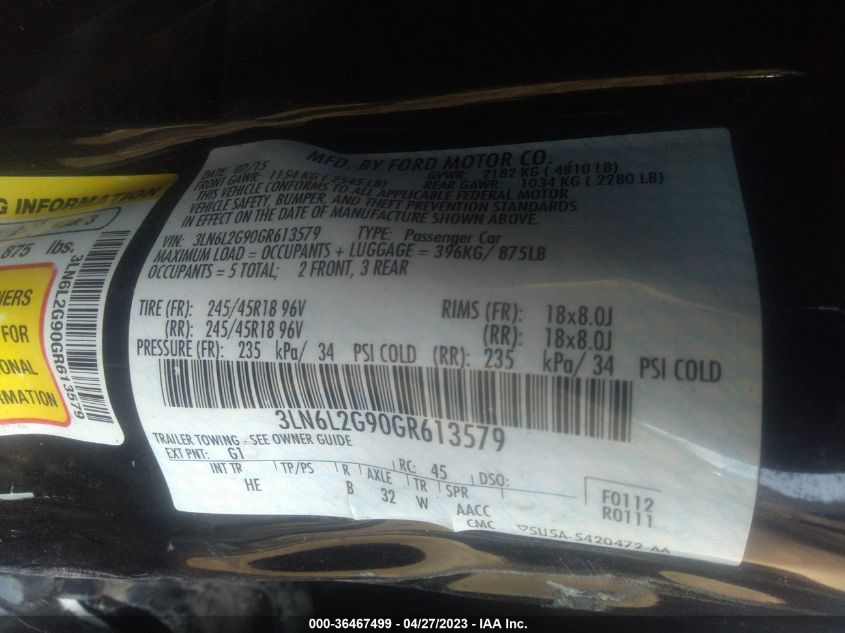 MFD. BY FORD MOTOR CO.
DATE: 07/15 GVWR: 2182 KG ( 4810 LB)
FRONT GAWR: 1154 KG ( 2545 LB) REAR GAWR: 1034 KG ( 2280 LB)
THIS VEHICLE CONFORMS TO ALL APPLICABLE FEDERAL MOTOR
VEHICLE SAFETY, BUMPER, AND THEFT PREVENTION STANDARDS
IN EFFECT ON THE DATE OF MANUFACTURE SHOWN ABOVE.
VIN: 3LN6L2G90GR613579 TYPE: Passenger Car
MAXIMUM LOAD = OCCUPANTS + LUGGAGE = 396KG/ 875LB
OCCUPANTS = 5 TOTAL; 2 FRONT, 3 REAR
TIRE (FR): 245/45R18 96V RIMS (FR): 18x8.0J
(RR): 245/45R18 96V (RR): 18x8.0J
PRESSURE (FR): 235 kPa/ 34 PSI COLD (RR): 235 kPa/ 34 PSI COLD
3LN6L2G90GR613579
TRAILER TOWING - SEE OWNER GUIDE
EXT PNT: G1 RC: 45 DSO:
INT TR TP/PS R AXLE TR SPR
HE B 32 W AACC
F0112
R0111
CMC ▽5U5A-5420472-AA
G INFORMATION
3
875 lbs.
NERS
FOR
ONAL
RMATION
3LN6L2G90GR613579
000-36467499 - 04/27/2023 - IAA Inc.